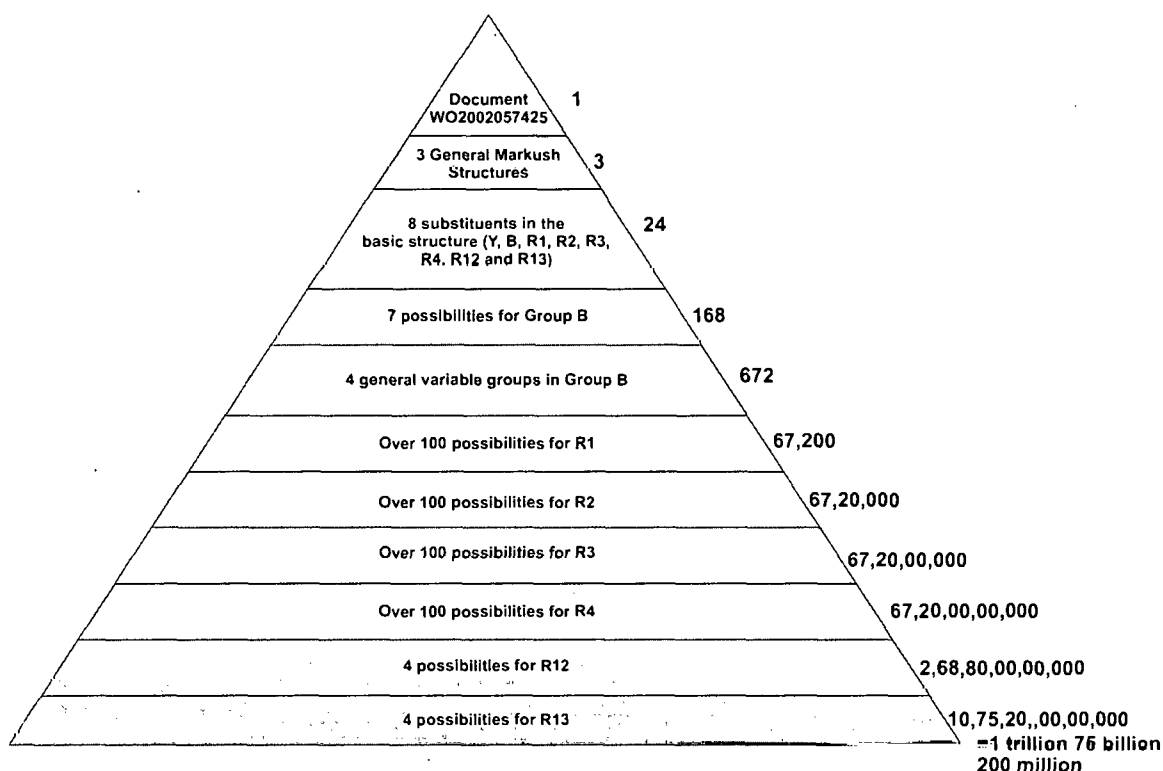 Document
WO2002057425
1
3 General Markush
Structures
3
8 substituents in the
basic structure (Y, B, R1, R2, R3,
R4. R12 and R13)
24
7 possibilities for Group B
168
4 general variable groups in Group B
672
Over 100 possibilities for R1
67,200
Over 100 possibilities for R2
67,20,000
Over 100 possibilities for R3
67,20,00,000
Over 100 possibilities for R4
67,20,00,00,000
4 possibilities for R12
2,68,80,00,00,000
4 possibilities for R13
10,75,20,,00,00,000
=1 trillion 75 billion
200 million